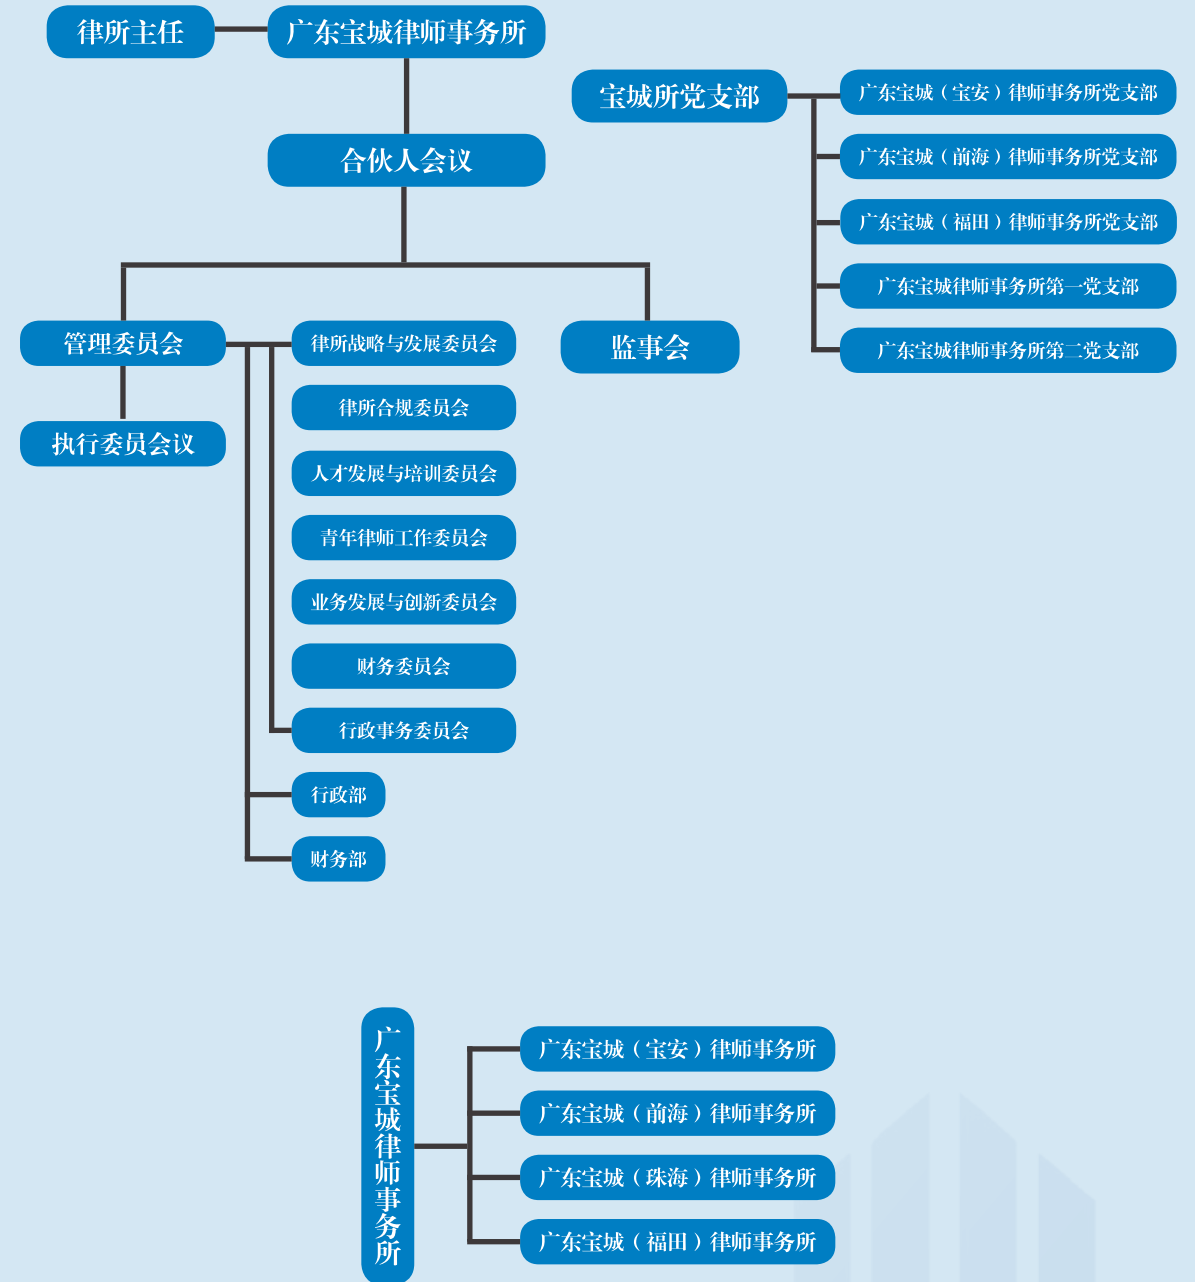 律所主任
广东宝城律师事务所
合伙人会议
宝城所党支部
广东宝城（宝安）律师事务所党支部
广东宝城（前海）律师事务所党支部
广东宝城（福田）律师事务所党支部
广东宝城律师事务所第一党支部
广东宝城律师事务所第二党支部
管理委员会
执行委员会议
律所战略与发展委员会
律所合规委员会
人才发展与培训委员会
青年律师工作委员会
业务发展与创新委员会
财务委员会
行政事务委员会
行政部
财务部
监事会
广东宝城律师事务所
广东宝城（宝安）律师事务所
广东宝城（前海）律师事务所
广东宝城（珠海）律师事务所
广东宝城（福田）律师事务所